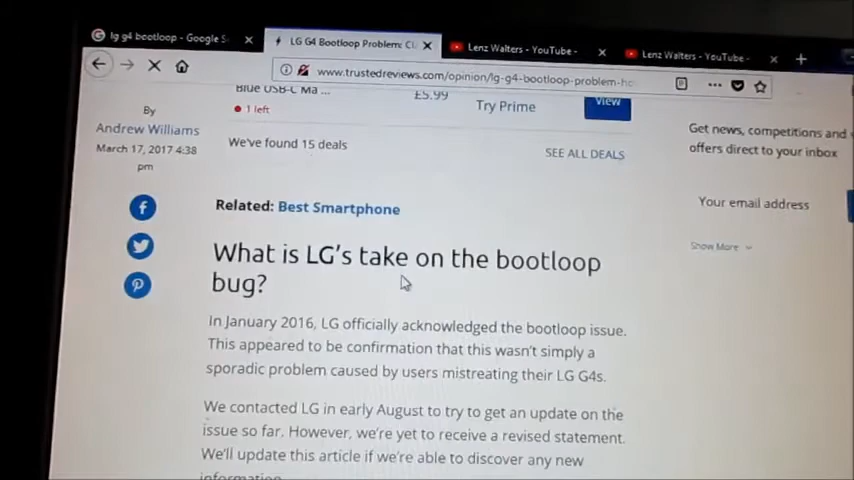 lg g4 bootloop - Google S
LG G4 Bootloop Problem: Cl
Lenz Walters - YouTube -
Lenz Walters - YouTube -
www.trustedreviews.com/opinion/lg-g4-bootloop-problem-ho
Blue USB-C Ma ...
£5.99
Try Prime
View
1 left
By
Andrew Williams
March 17, 2017 4:38
pm
We've found 15 deals
SEE ALL DEALS
Get news, competitions and
offers direct to your inbox
Your email address
Show More
Related: Best Smartphone
What is LG's take on the bootloop
bug?
In January 2016, LG officially acknowledged the bootloop issue.
This appeared to be confirmation that this wasn't simply a
sporadic problem caused by users mistreating their LG G4s.
We contacted LG in early August to try to get an update on the
issue so far. However, we're yet to receive a revised statement.
We'll update this article if we're able to discover any new
information.